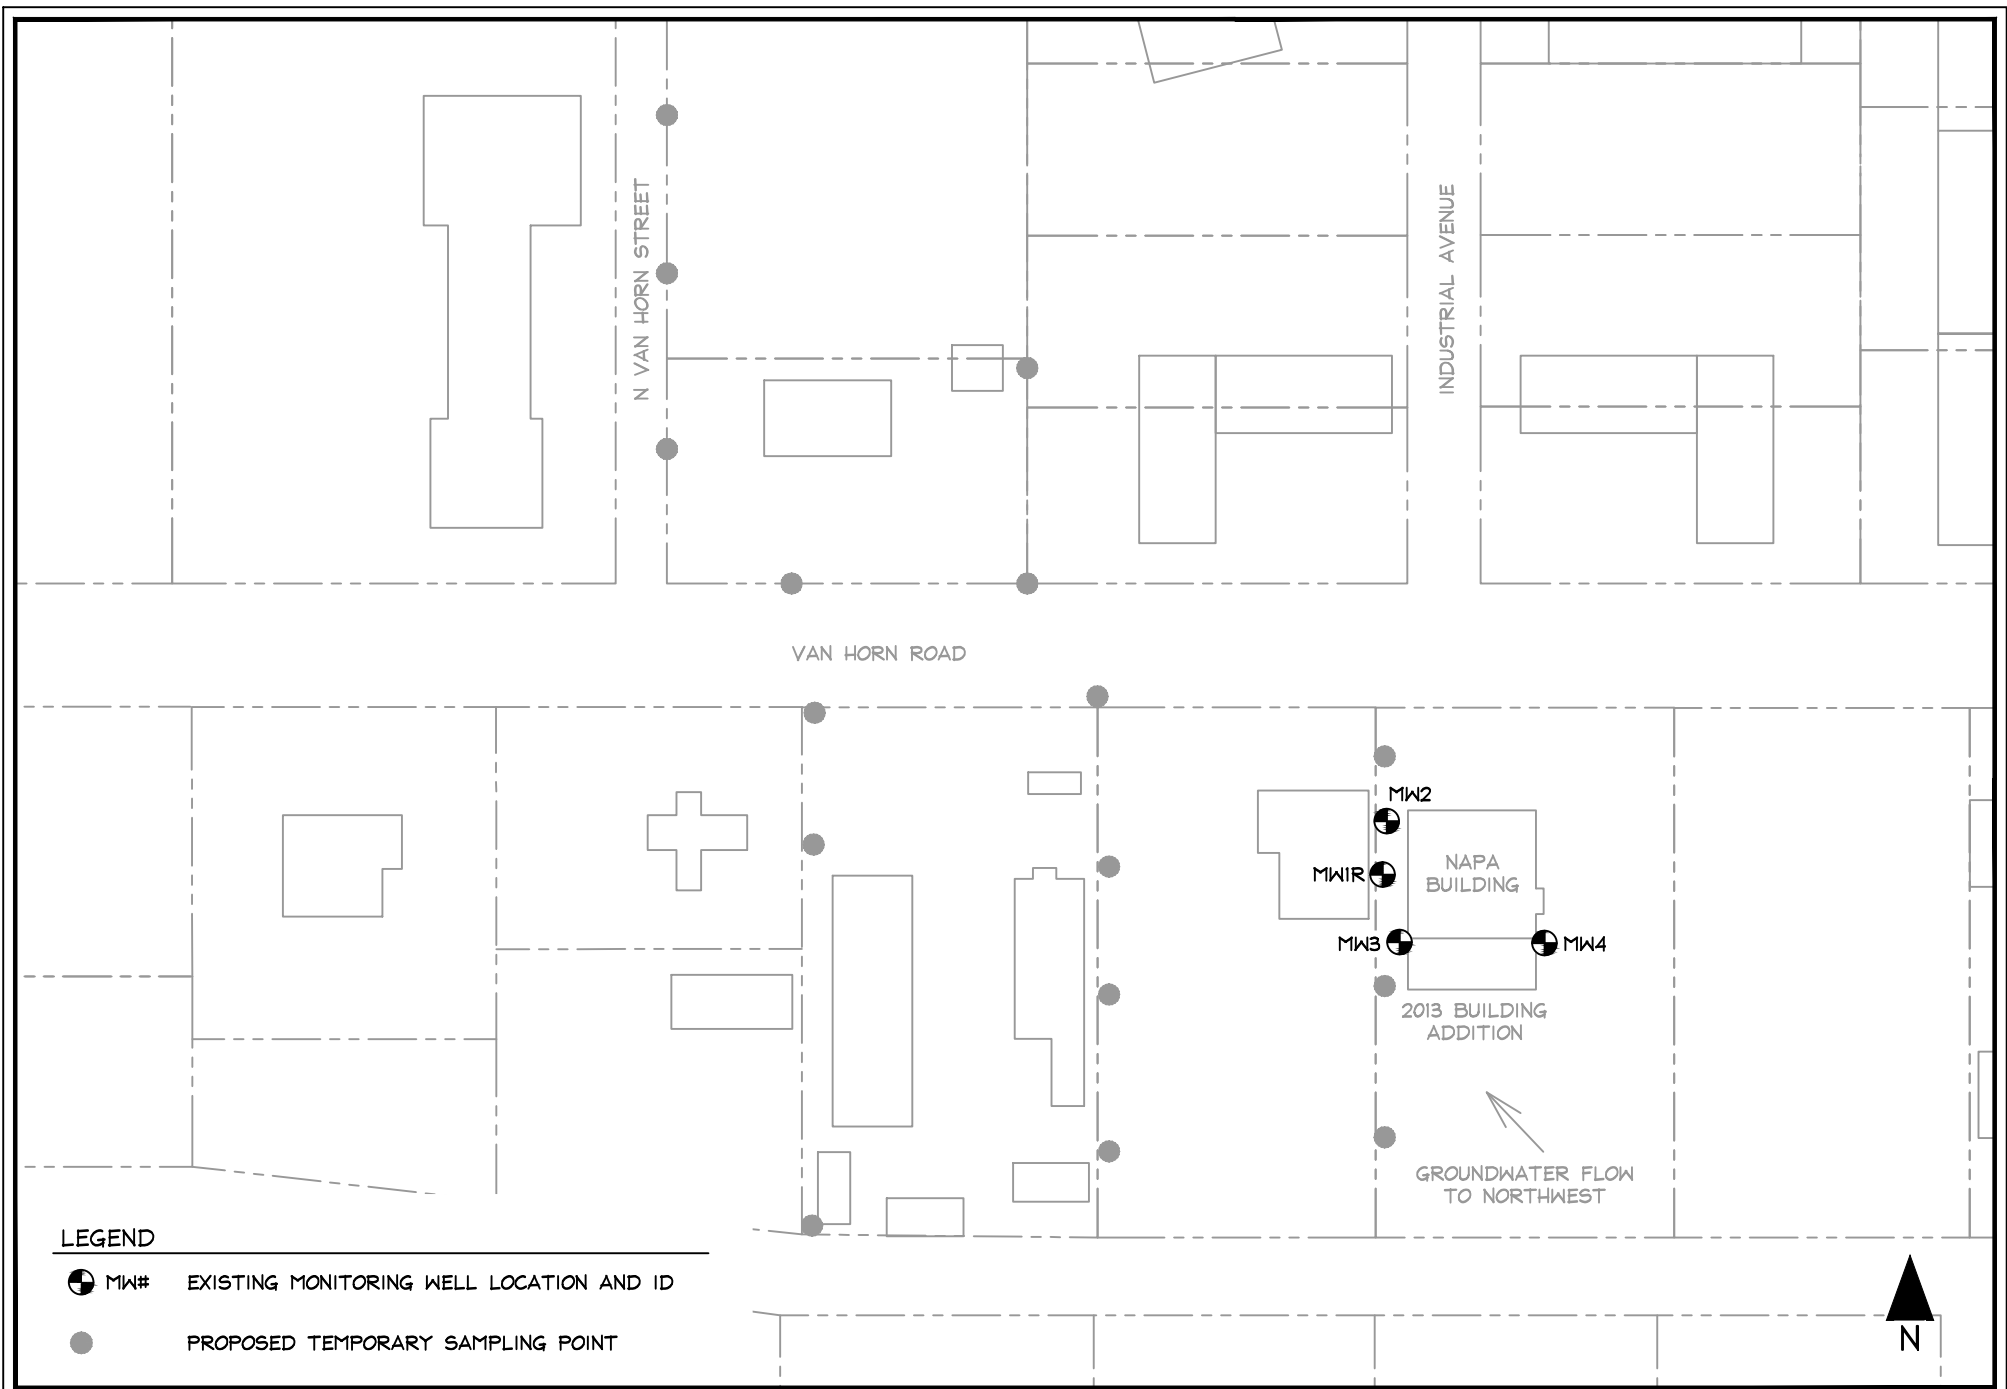 N VAN HORN STREET
INDUSTRIAL AVENUE
VAN HORN ROAD
MW2
MW1R
NAPA
BUILDING
MW3
MW4
2013 BUILDING
ADDITION
GROUNDWATER FLOW
TO NORTHWEST
LEGEND
MW# EXISTING MONITORING WELL LOCATION AND ID
PROPOSED TEMPORARY SAMPLING POINT
N